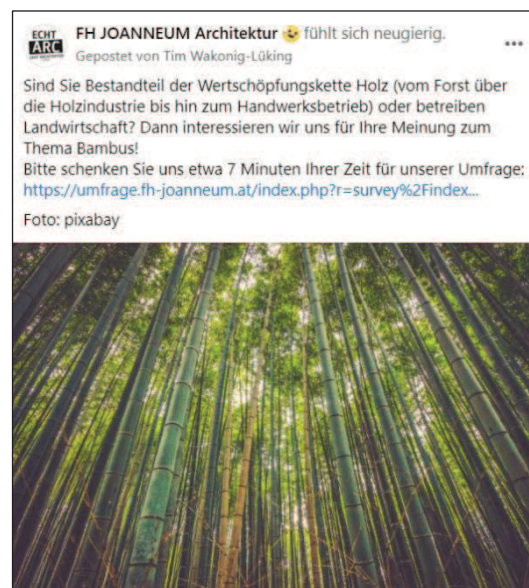 ECHT
ARC
FH JOANNEUM Architektur fühlt sich neugierig.
Gepostet von Tim Wakonig-Lüking
Sind Sie Bestandteil der Wertschöpfungskette Holz (vom Forst über
die Holzindustrie bis hin zum Handwerksbetrieb) oder betreiben
Landwirtschaft? Dann interessieren wir uns für Ihre Meinung zum
Thema Bambus!
Bitte schenken Sie uns etwa 7 Minuten Ihrer Zeit für unserer Umfrage:
https://umfrage.fh-joanneum.at/index.php?r=survey%2Findex...
Foto: pixabay